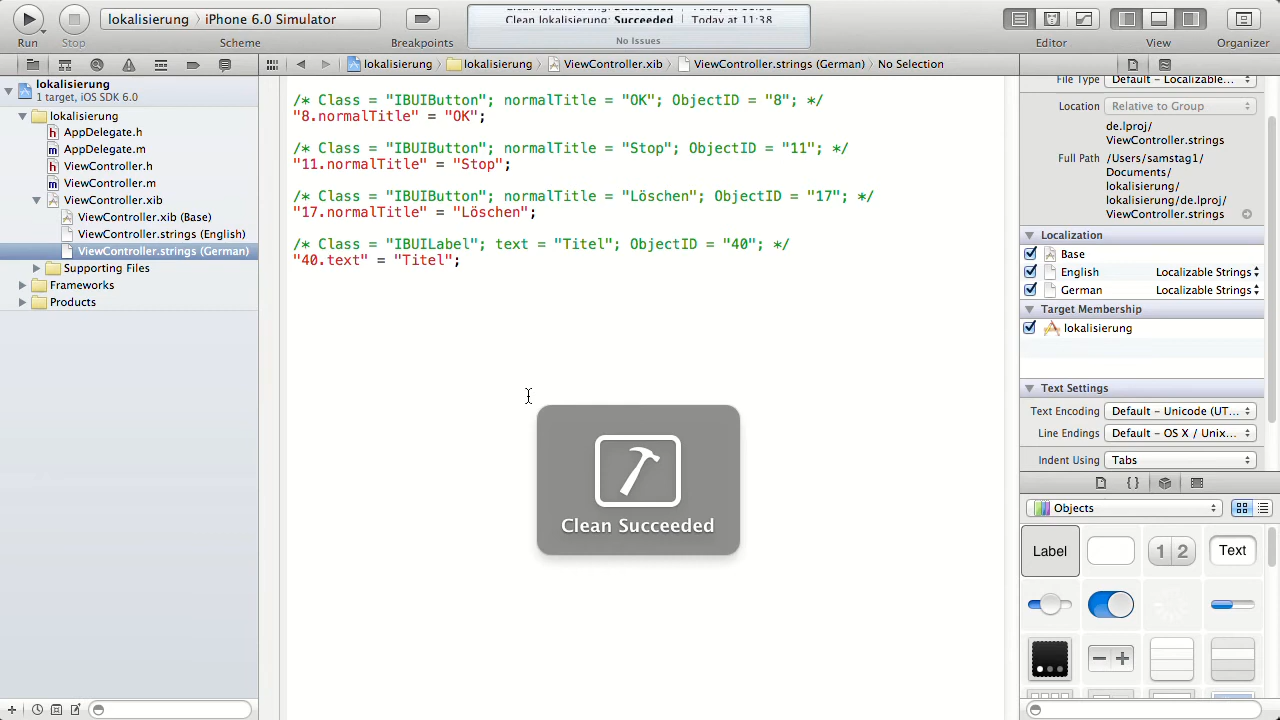 lokalisierung iPhone 6.0 Simulator
Clean lokalisierung: Succeeded | Today at 11:38
No Issues
Run
Stop
Scheme
Breakpoints
Editor
View
Organizer
lokalisierung
1 target, iOS SDK 6.0
lokalisierung
AppDelegate.h
AppDelegate.m
ViewController.h
ViewController.m
ViewController.xib
ViewController.xib (Base)
ViewController.strings (English)
ViewController.strings (German)
Supporting Files
Frameworks
Products
lokalisierung lokalisierung ViewController.xib ViewController.strings (German) No Selection
/* Class = "IBUIButton"; normalTitle = "OK"; ObjectID = "8"; */
"8.normalTitle" = "OK";
/* Class = "IBUIButton"; normalTitle = "Stop"; ObjectID = "11"; */
"11.normalTitle" = "Stop";
/* Class = "IBUIButton"; normalTitle = "Löschen"; ObjectID = "17"; */
"17.normalTitle" = "Löschen";
/* Class = "IBUILabel"; text = "Titel"; ObjectID = "40"; */
"40.text" = "Titel";
Clean Succeeded
File Type Default - Localizable...
Location Relative to Group
de.lproj/
ViewController.strings
Full Path /Users/samstag1/
Documents/
lokalisierung/
lokalisierung/de.lproj/
ViewController.strings
Localization
Base
English Localizable Strings
German Localizable Strings
Target Membership
lokalisierung
Text Settings
Text Encoding Default - Unicode (UT...
Line Endings Default - OS X / Unix...
Indent Using Tabs
{ }
Objects
Label
1 2
Text